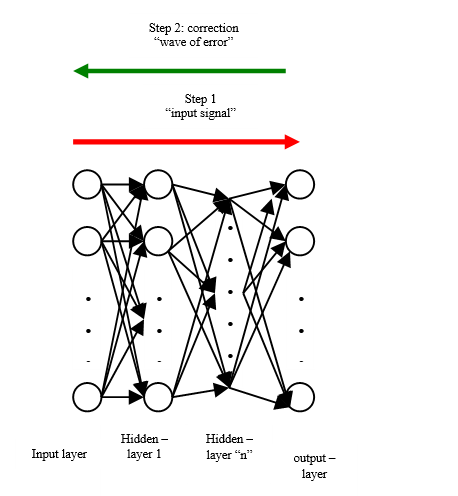 Step 2: correction
“wave of error”
Step 1
“input signal”
Input layer
Hidden –
layer 1
Hidden –
layer “n”
output –
layer